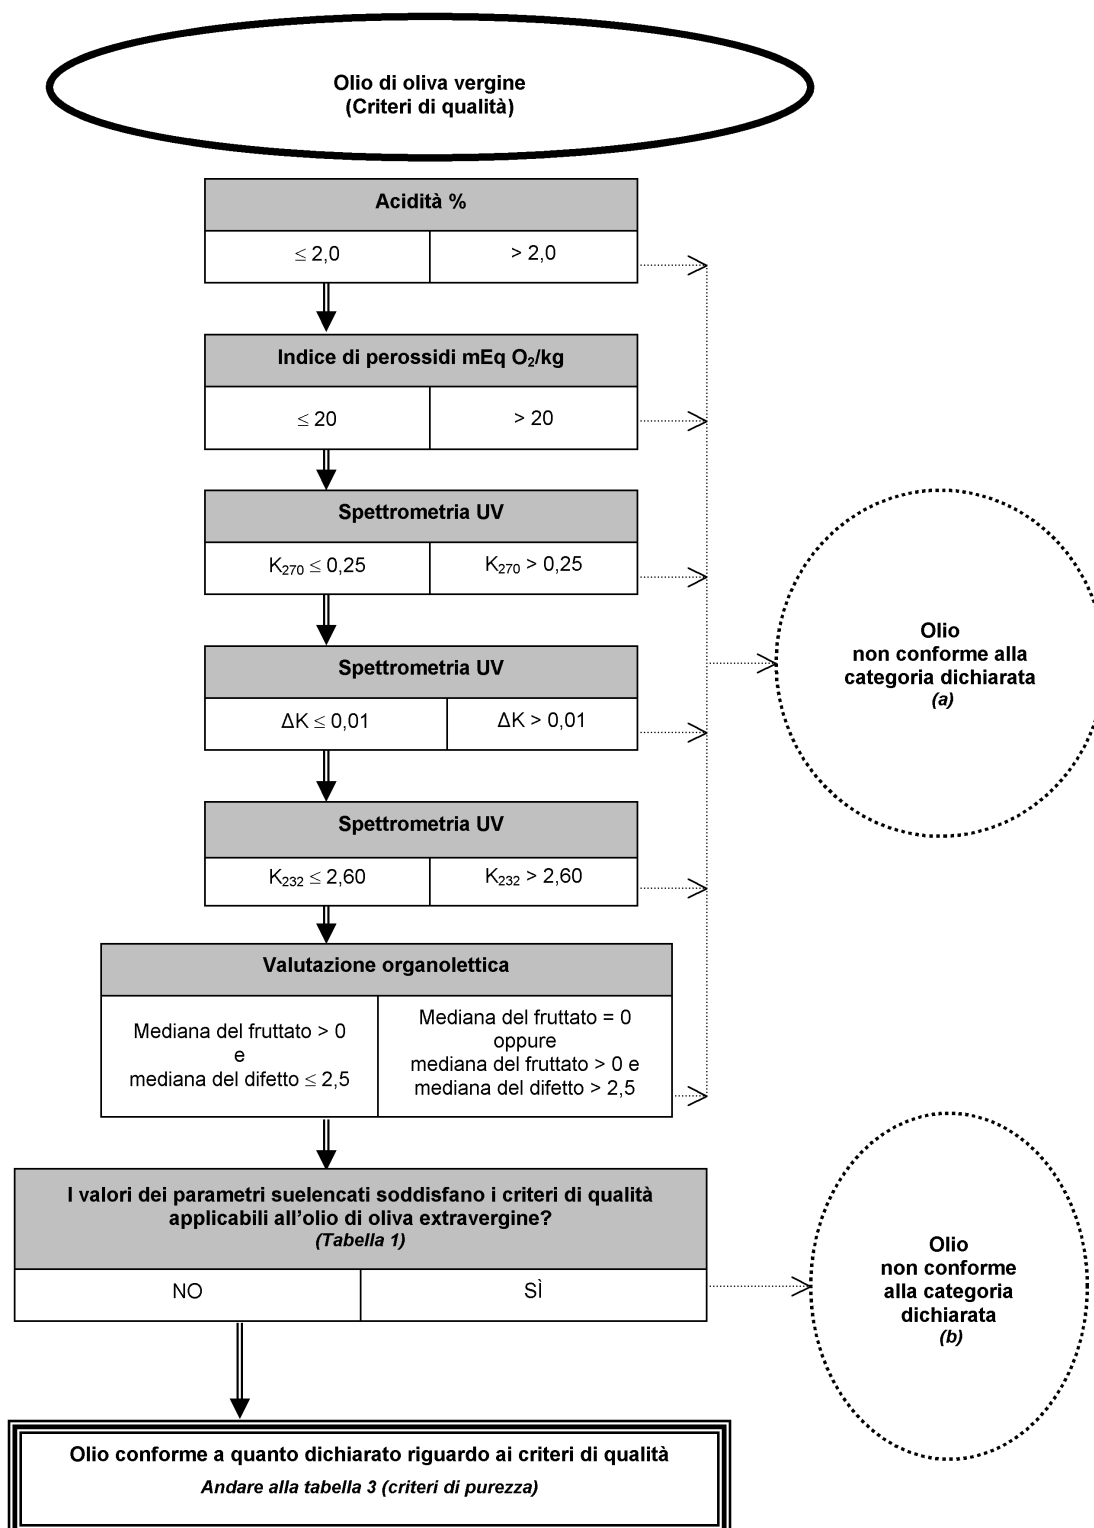 Olio di oliva vergine
(Criteri di qualità)
Acidità %
≤ 2,0
> 2,0
Indice di perossidi mEq O₂/kg
≤ 20
> 20
Spettrometria UV
K₂₇₀ ≤ 0,25
K₂₇₀ > 0,25
Spettrometria UV
ΔK ≤ 0,01
ΔK > 0,01
Spettrometria UV
K₂₃₂ ≤ 2,60
K₂₃₂ > 2,60
Olio
non conforme alla
categoria dichiarata
(a)
Valutazione organolettica
Mediana del fruttato > 0
e
mediana del difetto ≤ 2,5
Mediana del fruttato = 0
oppure
mediana del fruttato > 0 e
mediana del difetto > 2,5
I valori dei parametri suelencati soddisfano i criteri di qualità
applicabili all'olio di oliva extravergine?
(Tabella 1)
NO
SÌ
Olio
non conforme
alla categoria
dichiarata
(b)
Olio conforme a quanto dichiarato riguardo ai criteri di qualità
Andare alla tabella 3 (criteri di purezza)